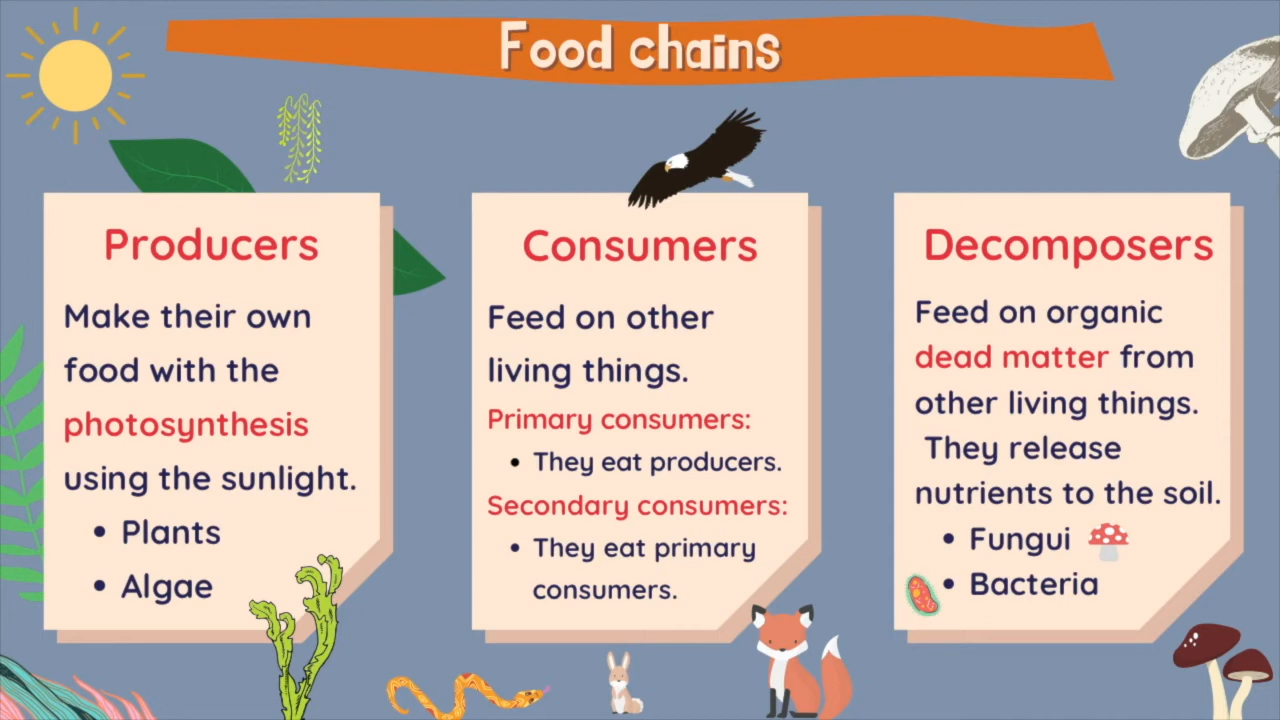 Food chains
Producers
Make their own
food with the
photosynthesis
using the sunlight.
• Plants
• Algae
Consumers
Feed on other
living things.
Primary consumers:
• They eat producers.
Secondary consumers:
• They eat primary
consumers.
Decomposers
Feed on organic
dead matter from
other living things.
They release
nutrients to the soil.
• Fungui
• Bacteria